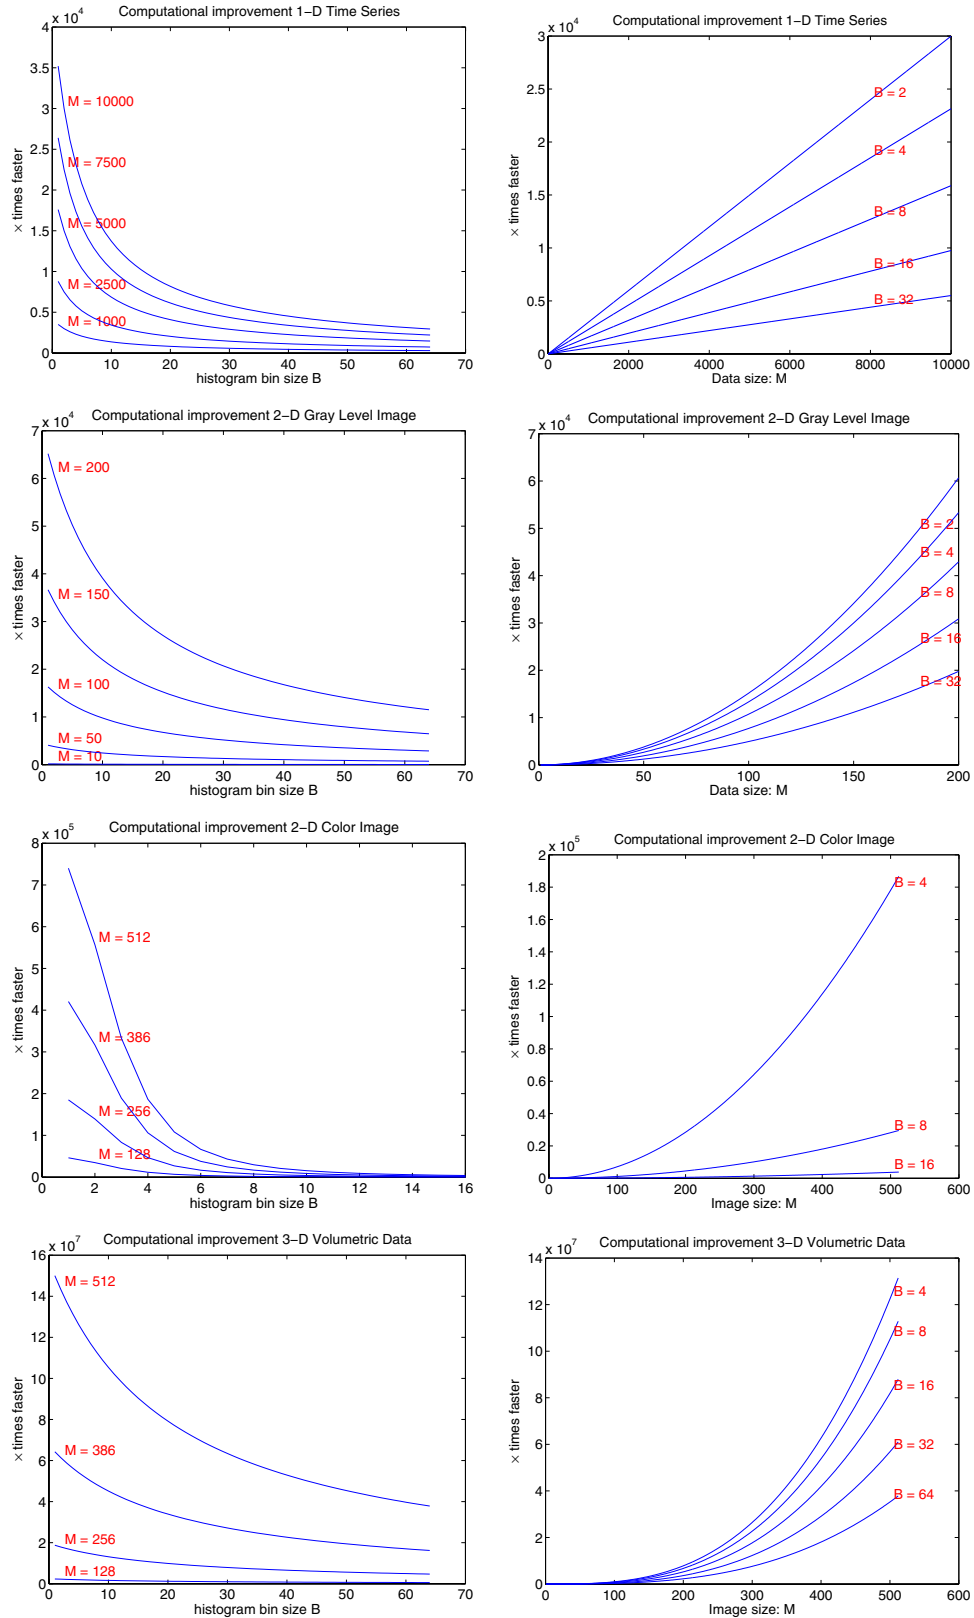 Computational improvement 1−D Time Series
x 10^4
4
3.5
3
2.5
2
1.5
1
0.5
0
× times faster
M = 10000
M = 7500
M = 5000
M = 2500
M = 1000
0 10 20 30 40 50 60 70
histogram bin size B
Computational improvement 1−D Time Series
x 10^4
3
2.5
2
1.5
1
0.5
0
× times faster
B = 2
B = 4
B = 8
B = 16
B = 32
0 2000 4000 6000 8000 10000
Data size: M
Computational improvement 2−D Gray Level Image
x 10^4
7
6
5
4
3
2
1
0
× times faster
M = 200
M = 150
M = 100
M = 50
M = 10
0 10 20 30 40 50 60 70
histogram bin size B
Computational improvement 2−D Gray Level Image
x 10^4
7
6
5
4
3
2
1
0
× times faster
B = 2
B = 4
B = 8
B = 16
B = 32
0 50 100 150 200
Data size: M
Computational improvement 2−D Color Image
x 10^5
8
7
6
5
4
3
2
1
0
× times faster
M = 512
M = 386
M = 256
M = 128
0 2 4 6 8 10 12 14 16
histogram bin size B
Computational improvement 2−D Color Image
x 10^5
2
1.8
1.6
1.4
1.2
1
0.8
0.6
0.4
0.2
0
× times faster
B = 4
B = 8
B = 16
0 100 200 300 400 500 600
Image size: M
Computational improvement 3−D Volumetric Data
x 10^7
16
14
12
10
8
6
4
2
0
× times faster
M = 512
M = 386
M = 256
M = 128
0 10 20 30 40 50 60 70
histogram bin size B
Computational improvement 3−D Volumetric Data
x 10^7
14
12
10
8
6
4
2
0
× times faster
B = 4
B = 8
B = 16
B = 32
B = 64
0 100 200 300 400 500 600
Image size: M